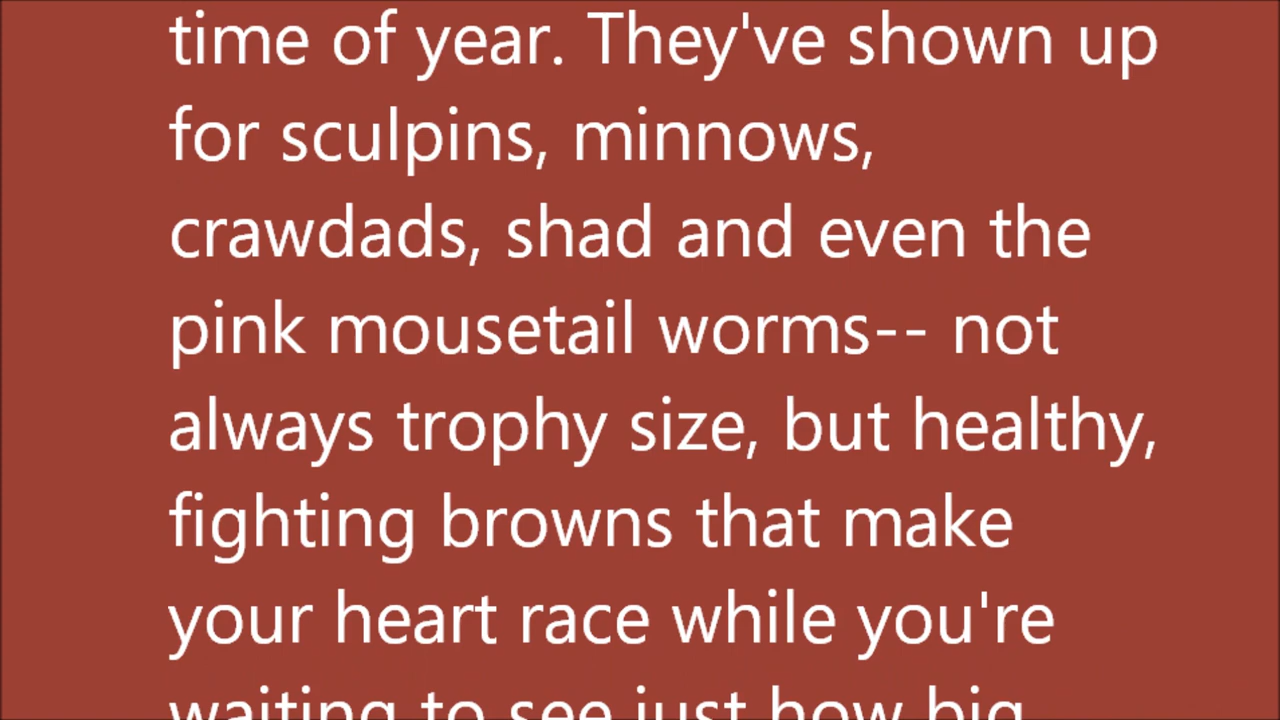 time of year. They've shown up
for sculpins, minnows,
crawdads, shad and even the
pink mousetail worms-- not
always trophy size, but healthy,
fighting browns that make
your heart race while you're
waiting to see just how big